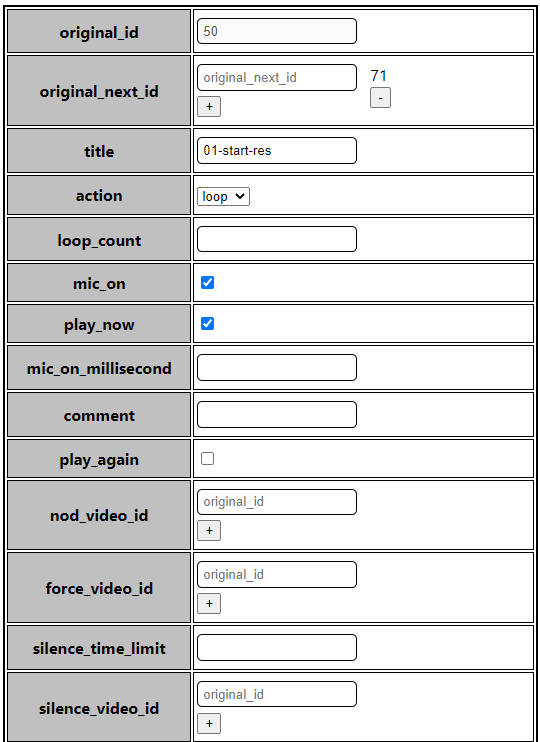 original_id 50
original_next_id original_next_id 71
+ -
title 01-start-res
action loop
loop_count
mic_on
play_now
mic_on_millisecond
comment
play_again
nod_video_id original_id
+
force_video_id original_id
+
silence_time_limit
silence_video_id original_id
+